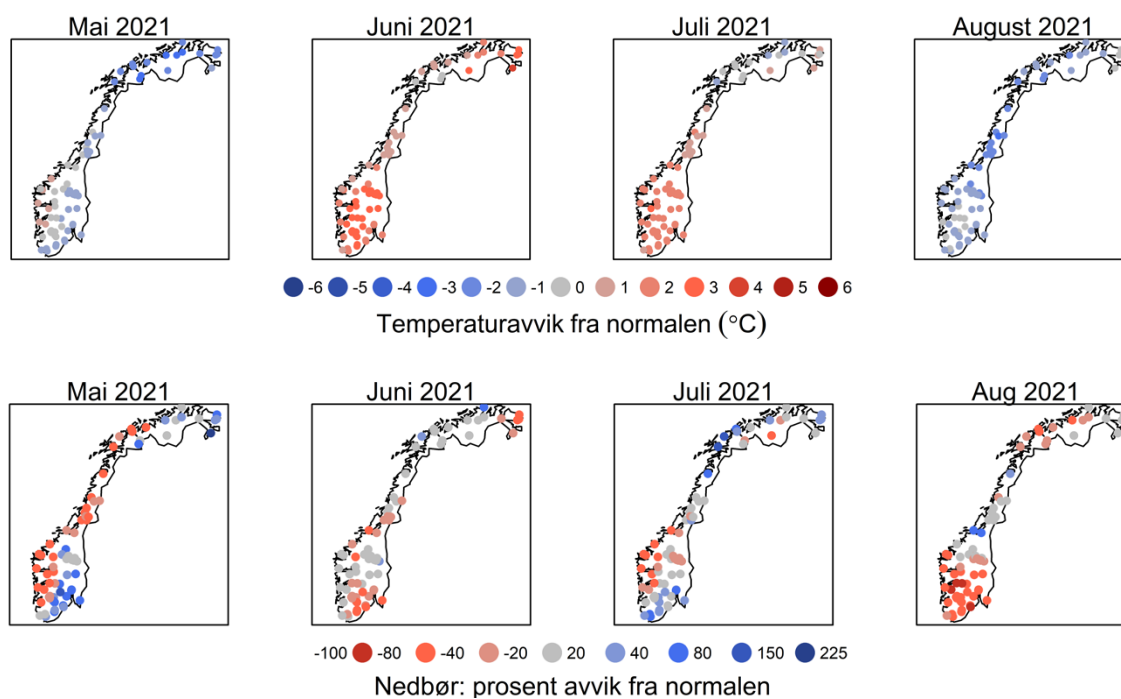 Mai 2021 Juni 2021 Juli 2021 August 2021
-6 -5 -4 -3 -2 -1 0 1 2 3 4 5 6
Temperaturavvik fra normalen (°C)
Mai 2021 Juni 2021 Juli 2021 Aug 2021
-100 -80 -40 -20 20 40 80 150 225
Nedbør: prosent avvik fra normalen